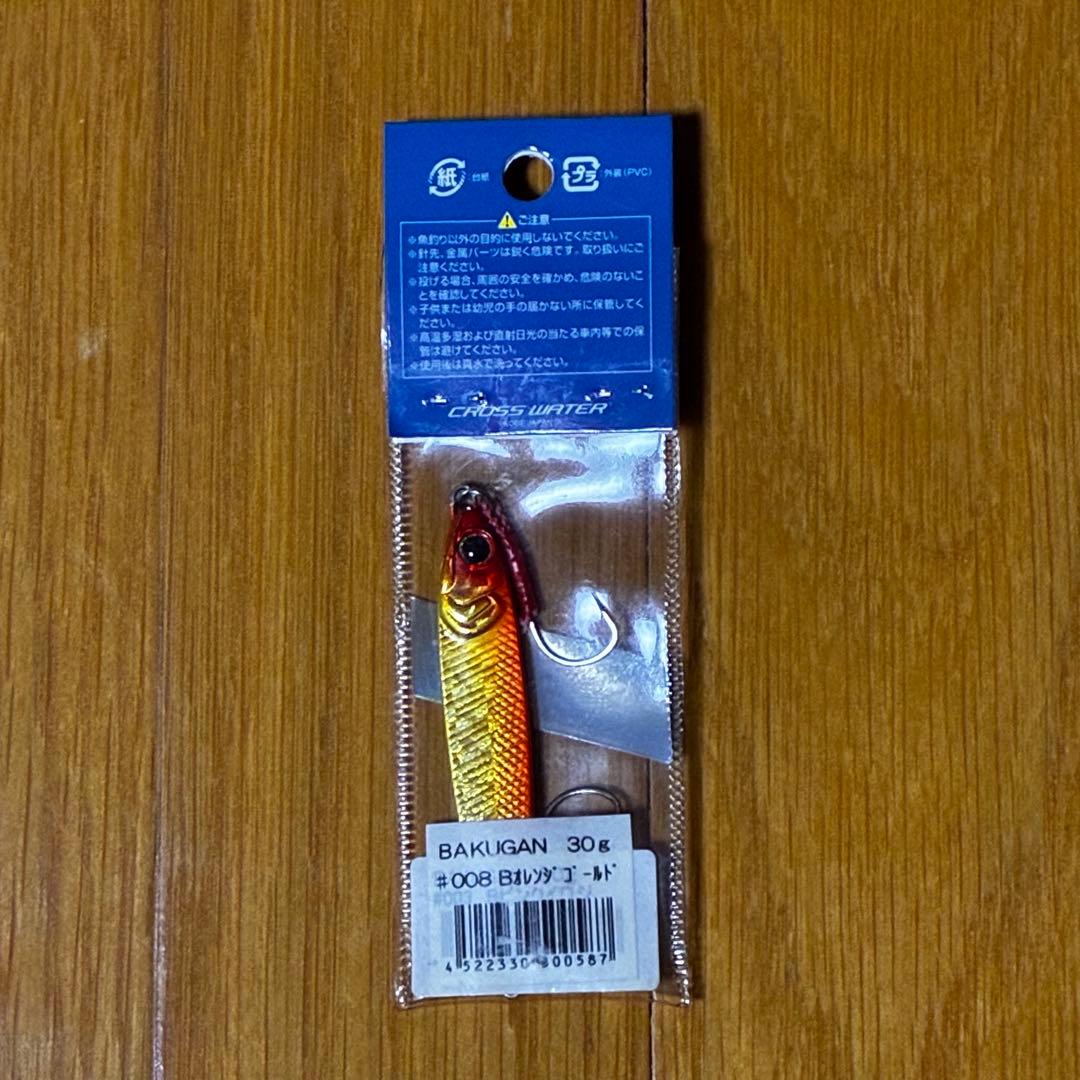 紙 台紙 プラ 外装(PVC)
ご注意
※魚釣り以外の目的に使用しないでください。
※針先、金属パーツは鋭く危険です。取り扱いにご
注意ください。
※投げる場合、周囲の安全を確かめ、危険のないこ
とを確認してください。
※子供または幼児の手の届かない所に保管してく
ださい。
※高温多湿および直射日光の当たる車内等での保
管は避けてください。
※使用後は真水で洗ってください。
CROSS WATER
KOBE JAPAN
BAKUGAN 30g
#008 Bｵﾚﾝｼﾞｺﾞｰﾙﾄﾞ
4 522330 800587